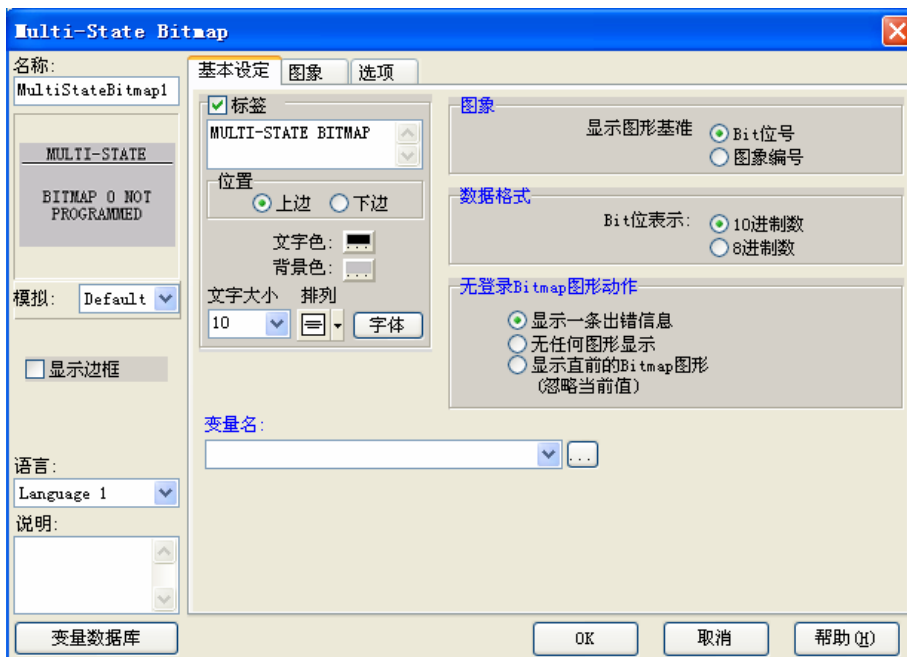 Multi-State Bitmap
名称:
MultiStateBitmap1
MULTI-STATE
BITMAP 0 NOT
PROGRAMMED
模拟:
Default
显示边框
语言:
Language 1
说明:
变量数据库
基本设定
图象
选项
标签
MULTI-STATE BITMAP
位置
上边
下边
文字色:
背景色:
...
文字大小
排列
10
字体
图象
显示图形基准
Bit位号
图象编号
数据格式
Bit位表示:
10进制数
8进制数
无登录Bitmap图形动作
显示一条出错信息
无任何图形显示
显示直前的Bitmap图形
(忽略当前值)
变量名:
...
OK
取消
帮助(H)